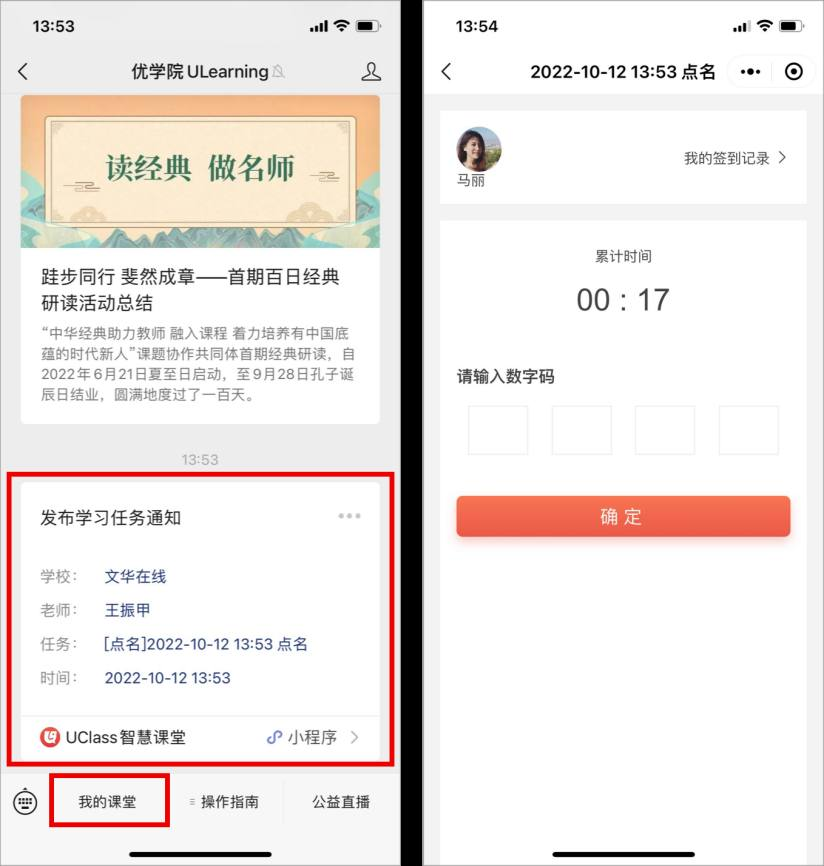 13:53
优学院ULearning
读经典 做名师
跬步同行 斐然成章——首期百日经典
研读活动总结
“中华经典助力教师 融入课程 着力培养有中国底
蕴的时代新人”课题协作共同体首期经典研读，自
2022年6月21日夏至日启动，至9月28日孔子诞
辰日结业，圆满地度过了一百天。
13:53
发布学习任务通知
学校： 文华在线
老师： 王振甲
任务： [点名]2022-10-12 13:53 点名
时间： 2022-10-12 13:53
UClass智慧课堂 小程序
我的课堂 操作指南 公益直播
13:54
2022-10-12 13:53 点名
马丽
我的签到记录
累计时间
00 : 17
请输入数字码
确 定